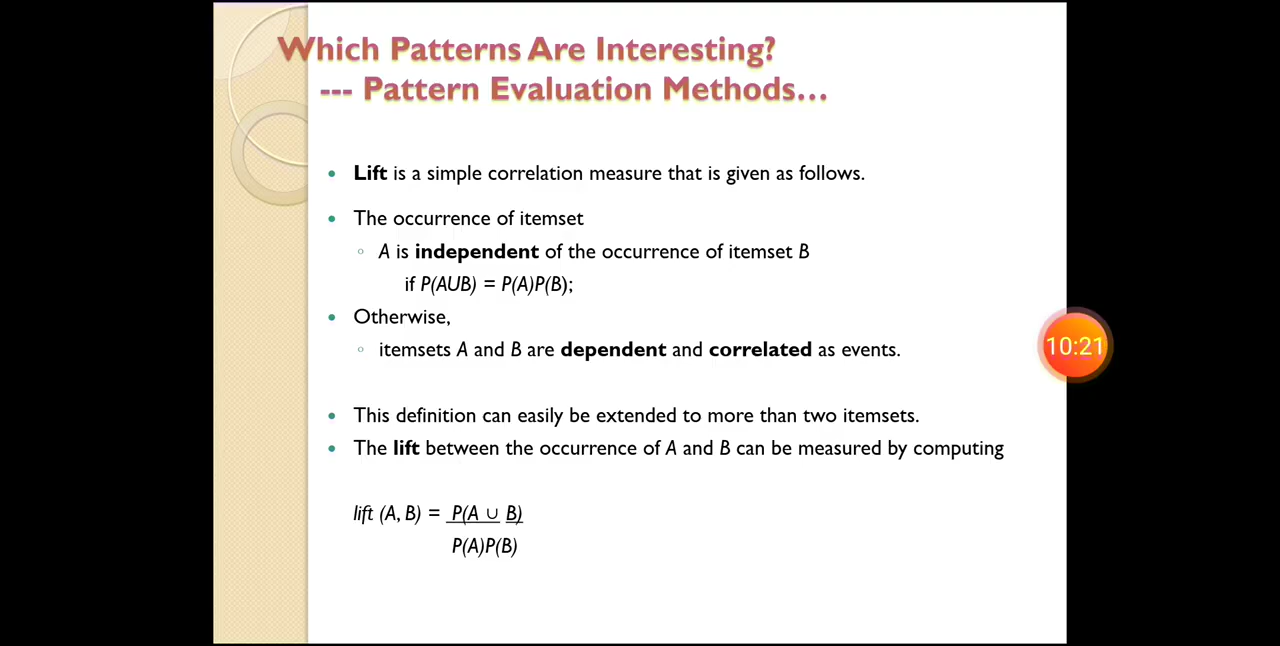 Which Patterns Are Interesting?
--- Pattern Evaluation Methods…
• Lift is a simple correlation measure that is given as follows.
• The occurrence of itemset
◦ A is independent of the occurrence of itemset B
if P(AUB) = P(A)P(B);
• Otherwise,
◦ itemsets A and B are dependent and correlated as events.
10:21
• This definition can easily be extended to more than two itemsets.
• The lift between the occurrence of A and B can be measured by computing
lift (A, B) = P(A ∪ B)
P(A)P(B)